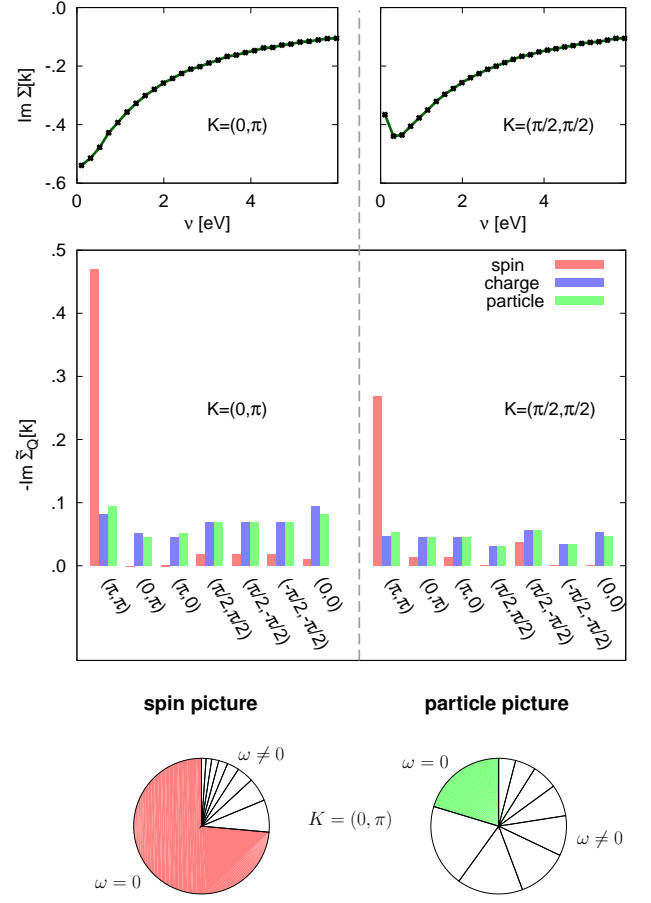 .0
-.2
-.4
-.6
Im Σ[k]
K=(0,π)
K=(π/2,π/2)
0 2 4
0 2 4
ν [eV]
ν [eV]
.5
.4
.3
.2
.1
.0
-Im Σ̃Q[k]
spin
charge
particle
K=(0,π)
K=(π/2,π/2)
(π,π) (0,π) (π,0) (π/2,π/2) (π/2,-π/2) (-π/2,-π/2) (0,0)
(π,π) (0,π) (π,0) (π/2,π/2) (π/2,-π/2) (-π/2,-π/2) (0,0)
spin picture
particle picture
ω ≠ 0
ω = 0
K = (0, π)
ω ≠ 0
ω = 0